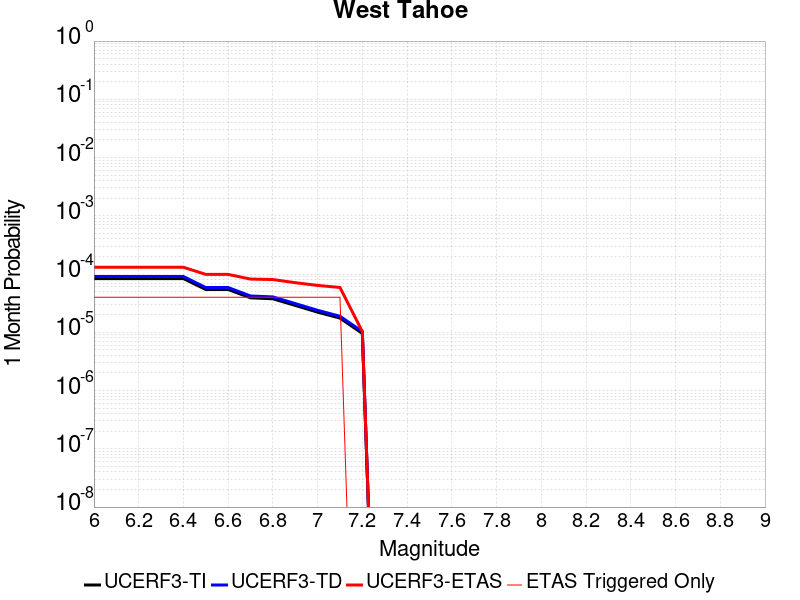 West Tahoe
10^0
10^-1
10^-2
10^-3
10^-4
10^-5
10^-6
10^-7
10^-8
1 Month Probability
6 6.2 6.4 6.6 6.8 7 7.2 7.4 7.6 7.8 8 8.2 8.4 8.6 8.8 9
Magnitude
UCERF3-TI UCERF3-TD UCERF3-ETAS ETAS Triggered Only